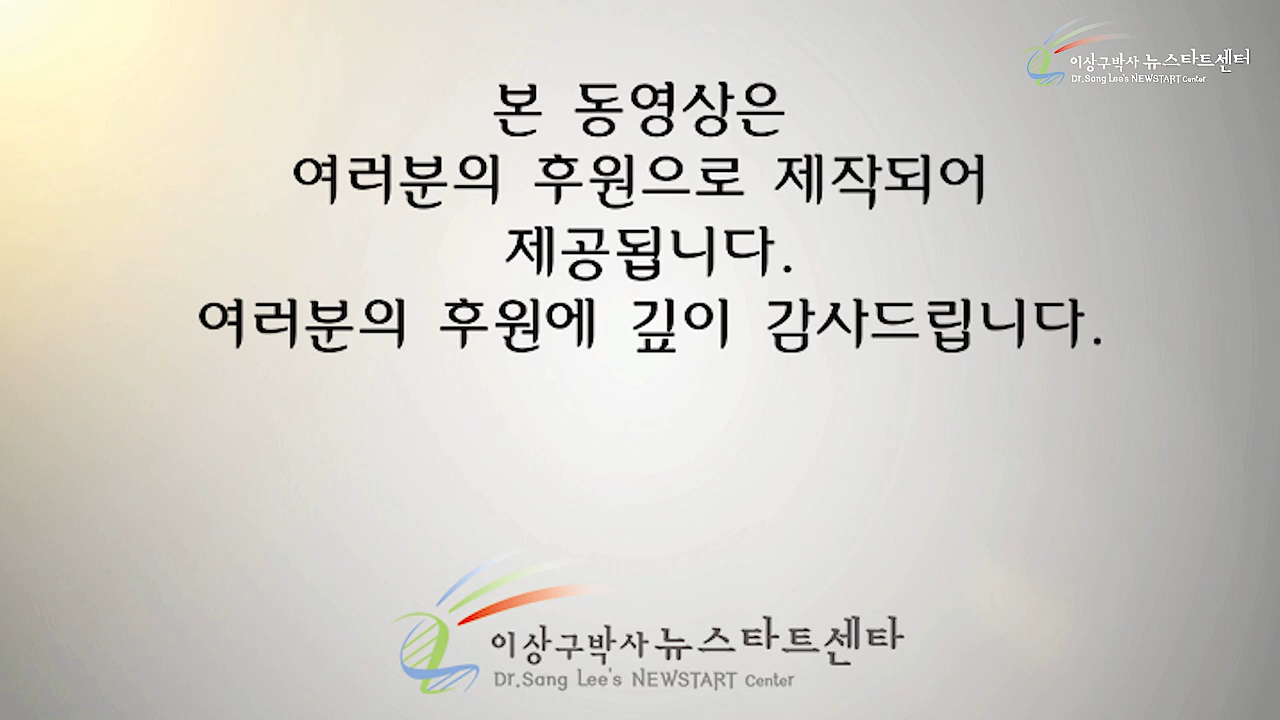 이상구박사 뉴스타트센터
Dr.Sang Lee's NEWSTART Center
본 동영상은
여러분의 후원으로 제작되어
제공됩니다.
여러분의 후원에 깊이 감사드립니다.
이상구박사 뉴스타트센타
Dr.Sang Lee's NEWSTART Center